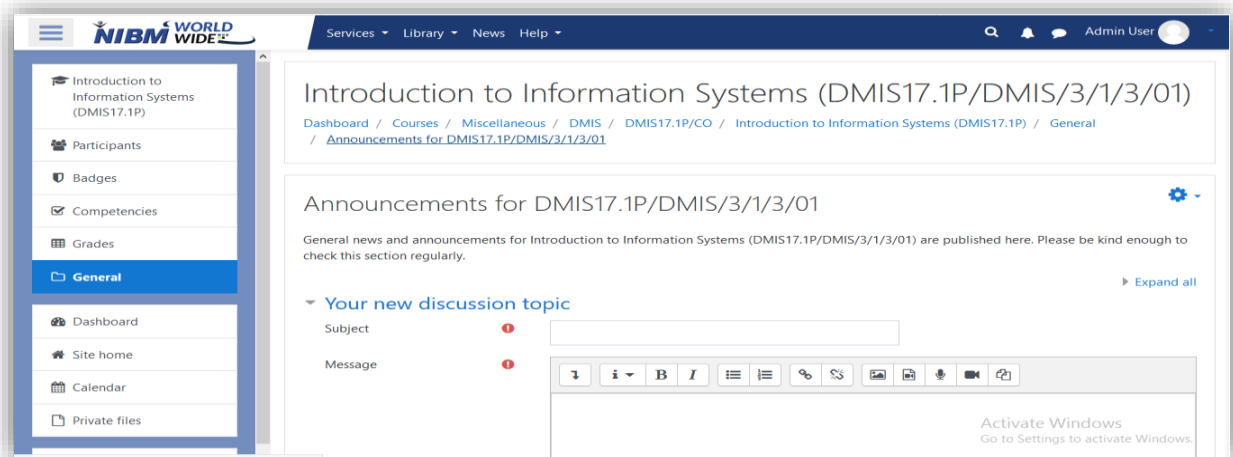 NIBM WORLD WIDE
Services Library News Help Admin User
Introduction to
Information Systems
(DMIS17.1P)
Participants
Badges
Competencies
Grades
General
Dashboard
Site home
Calendar
Private files
Introduction to Information Systems (DMIS17.1P/DMIS/3/1/3/01)
Dashboard / Courses / Miscellaneous / DMIS / DMIS17.1P/CO / Introduction to Information Systems (DMIS17.1P) / General
/ Announcements for DMIS17.1P/DMIS/3/1/3/01
Announcements for DMIS17.1P/DMIS/3/1/3/01
General news and announcements for Introduction to Information Systems (DMIS17.1P/DMIS/3/1/3/01) are published here. Please be kind enough to
check this section regularly.
Expand all
Your new discussion topic
Subject
Message
i B I
Activate Windows
Go to Settings to activate Windows.